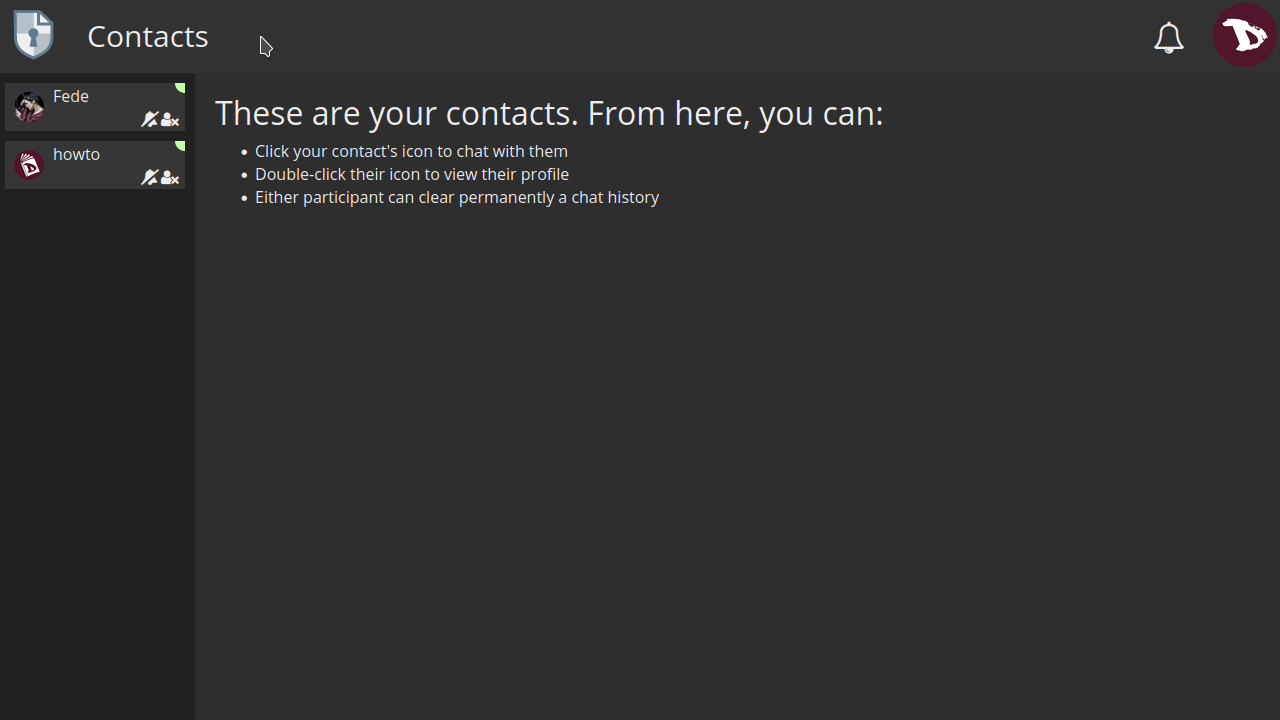 Contacts
Fede
howto
These are your contacts. From here, you can:
Click your contact's icon to chat with them
Double-click their icon to view their profile
Either participant can clear permanently a chat history